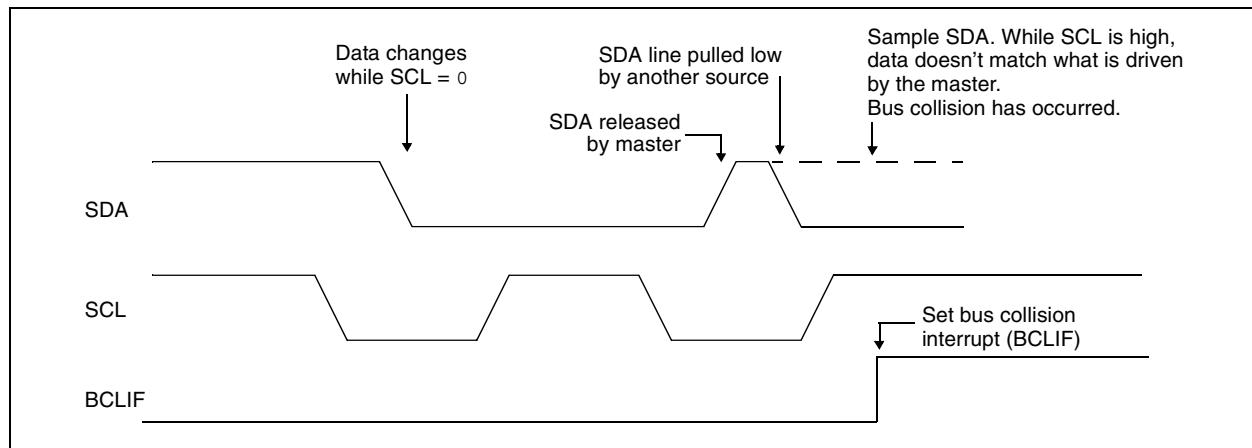 Data changes
while SCL = 0
SDA line pulled low
by another source
SDA released
by master
Sample SDA. While SCL is high,
data doesn't match what is driven
by the master.
Bus collision has occurred.
SDA
SCL
Set bus collision
interrupt (BCLIF)
BCLIF